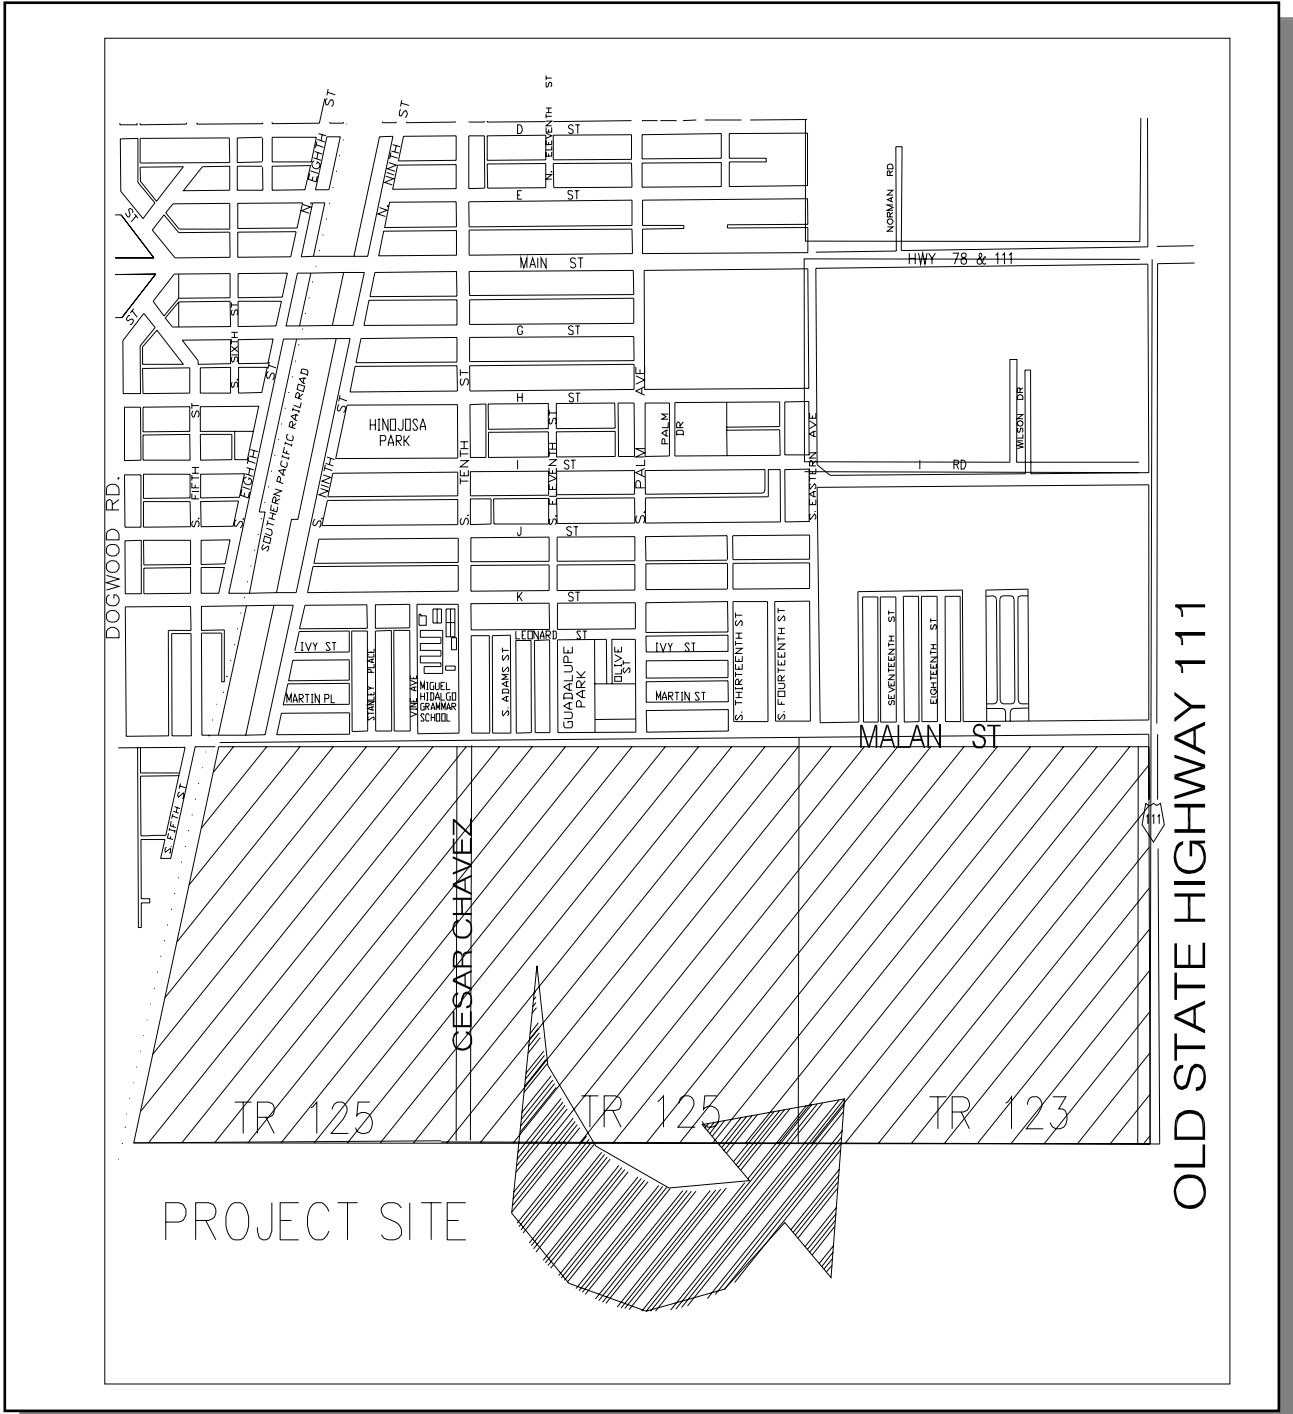 ST
ST
D ST
N. ELEVENTH ST
N. EIGHTH
N. NINTH
NORMAN RD
ST
E ST
MAIN ST
HWY 78 & 111
ST
S. SIXTH ST
G ST
ST
ST
AVE
H ST
ST
HINOJOSA
PARK
S. FIFTH ST
S. EIGHTH
SOUTHERN PACIFIC RAILROAD
S. NINTH
S. TENTH
S. ELEVENTH ST
S. PALM
PALM
DR
S. EASTERN AVE
WILSON DR
I ST
I RD
J ST
DOGWOOD RD.
K ST
LEONARD ST
IVY ST
MARTIN PL
STANLEY PLACE
VINE AVE
MIGUEL
HIDALGO
GRAMMAR
SCHOOL
S. ADAMS ST
GUADALUPE
PARK
OLIVE
ST
IVY ST
MARTIN ST
S. THIRTEENTH ST
S. FOURTEENTH ST
SEVENTEENTH ST
EIGHTEENTH ST
MALAN ST
S. FIFTH ST
CESAR CHAVEZ
111
OLD STATE HIGHWAY 111
TR 125
TR 125
TR 123
PROJECT SITE